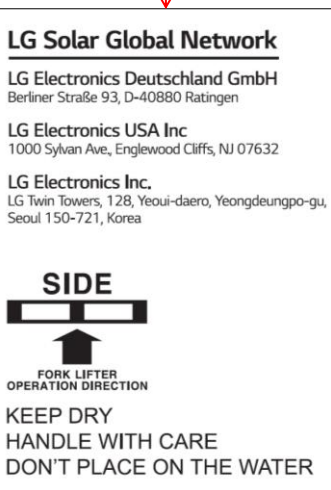 LG Solar Global Network
LG Electronics Deutschland GmbH
Berliner Straße 93, D-40880 Ratingen
LG Electronics USA Inc
1000 Sylvan Ave., Englewood Cliffs, NJ 07632
LG Electronics Inc.
LG Twin Towers, 128, Yeoui-daero, Yeongdeungpo-gu,
Seoul 150-721, Korea
SIDE
FORK LIFTER
OPERATION DIRECTION
KEEP DRY
HANDLE WITH CARE
DON'T PLACE ON THE WATER